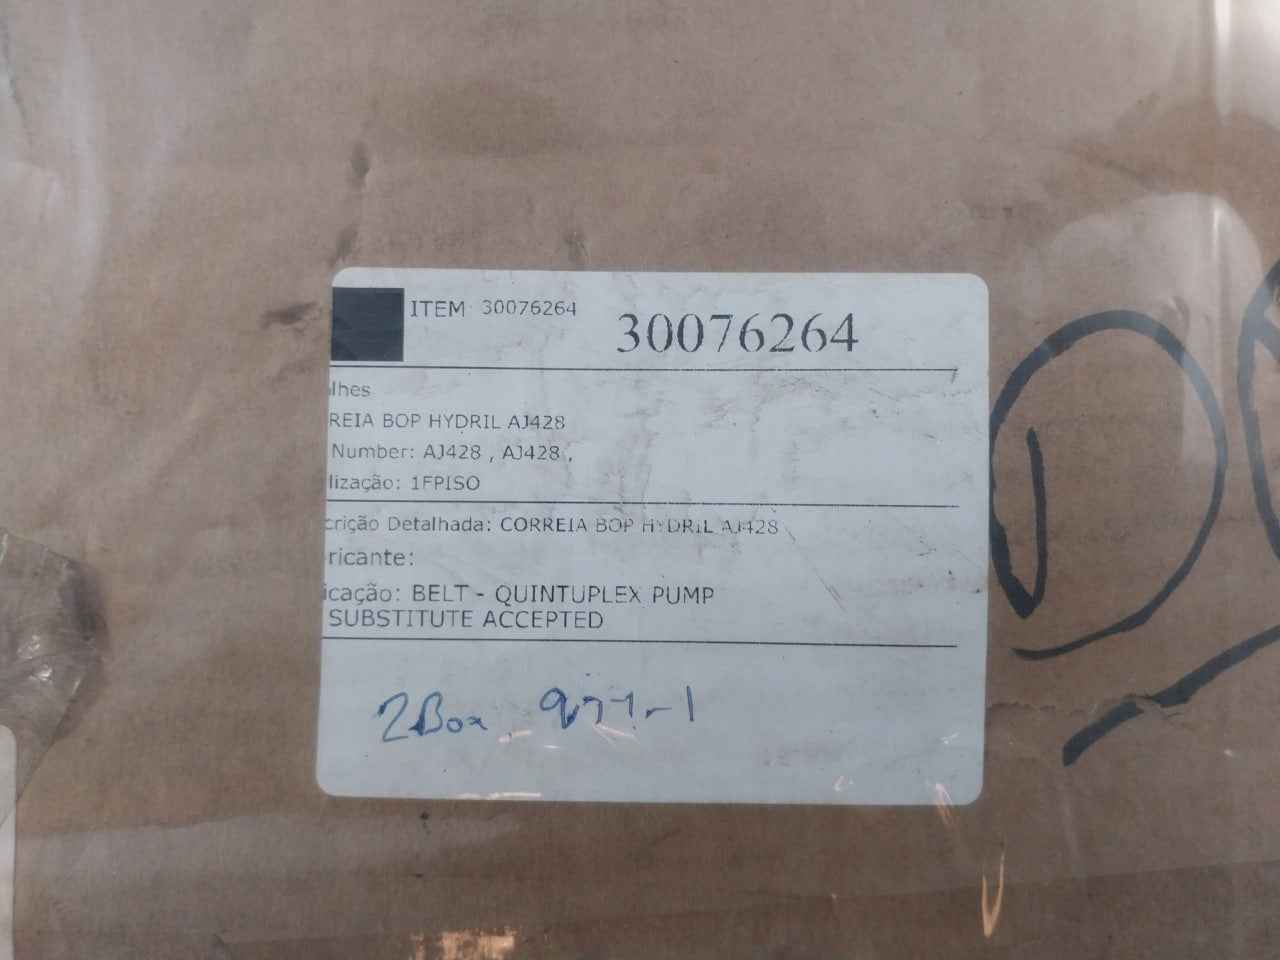 ITEM: 30076264
30076264
lhes
REIA BOP HYDRIL AJ428
Number: AJ428 , AJ428 ,
lização: 1FPISO
crição Detalhada: CORREIA BOP HYDRIL AJ428
ricante:
icação: BELT - QUINTUPLEX PUMP
SUBSTITUTE ACCEPTED
2Box